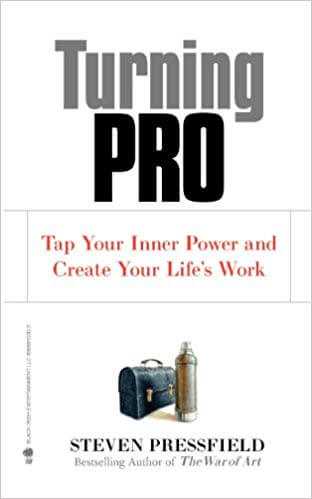 Turning
PRO
Tap Your Inner Power and
Create Your Life's Work
STEVEN PRESSFIELD
Bestselling Author of The War of Art